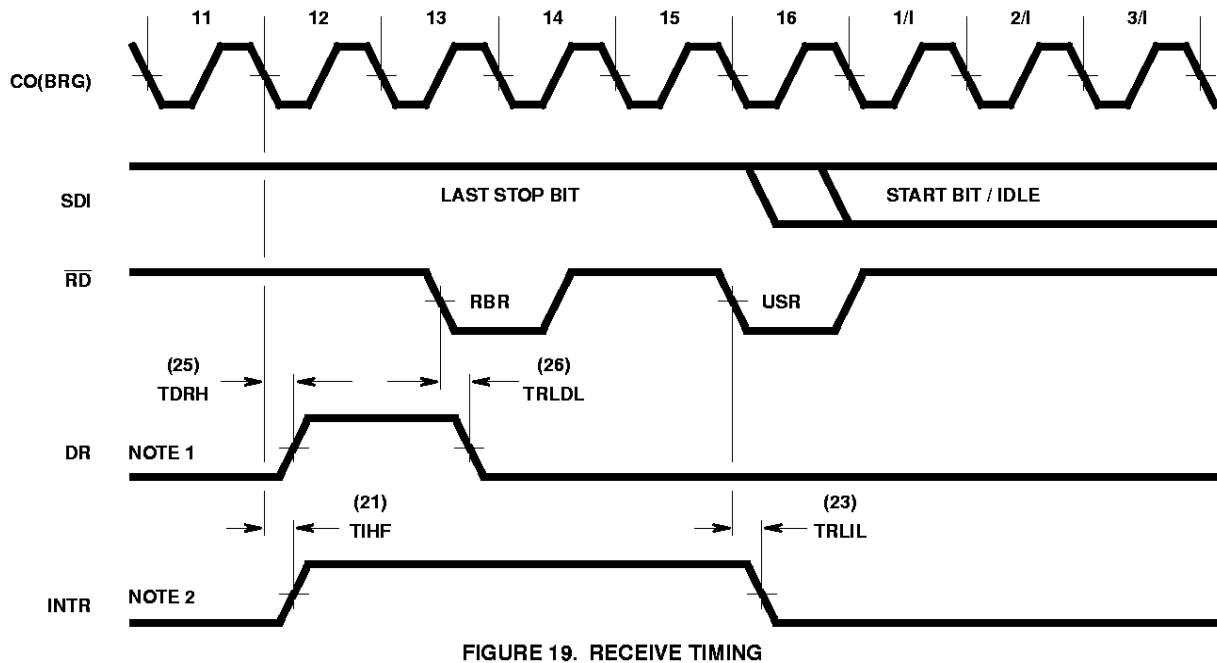 11 12 13 14 15 16 1/I 2/I 3/I
CO(BRG)
SDI
LAST STOP BIT
START BIT / IDLE
RD
RBR
USR
(25)
TDRH
(26)
TRLDL
DR
NOTE 1
(21)
TIHF
(23)
TRLIL
INTR
NOTE 2
FIGURE 19. RECEIVE TIMING